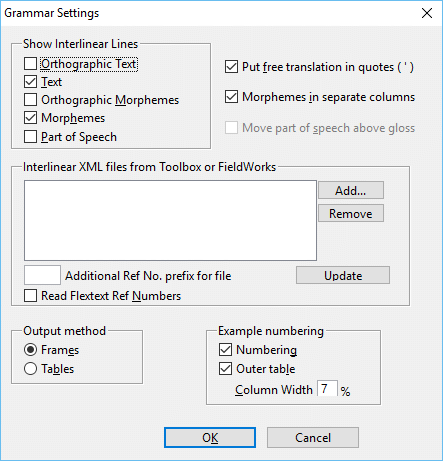 Grammar Settings
Show Interlinear Lines
Orthographic Text
Text
Orthographic Morphemes
Morphemes
Part of Speech
Put free translation in quotes ( ' )
Morphemes in separate columns
Move part of speech above gloss
Interlinear XML files from Toolbox or FieldWorks
Add...
Remove
Additional Ref No. prefix for file
Update
Read Flextext Ref Numbers
Output method
Frames
Tables
Example numbering
Numbering
Outer table
Column Width 7 %
OK
Cancel